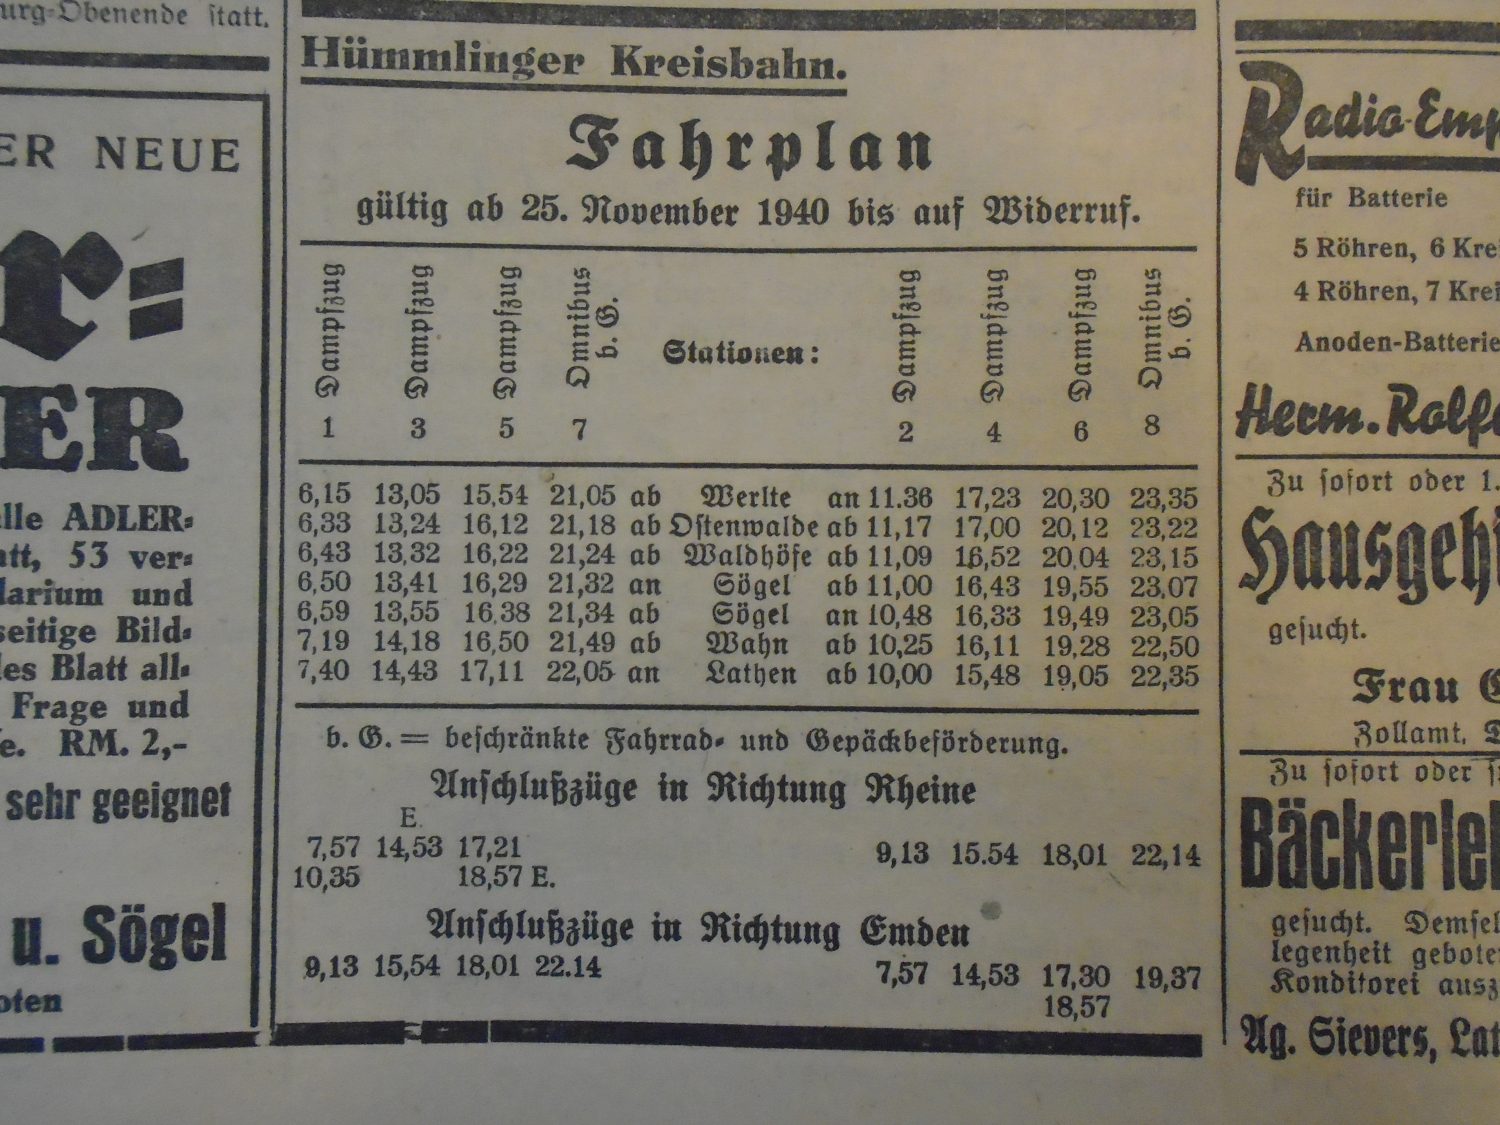 urg-Obenende statt.
ER NEUE
r=
ER
lle ADLER=
att, 53 ver=
larium und
seitige Bild=
des Blatt all=
Frage und
fe. RM. 2,-
sehr geeignet
u. Sögel
oten
Hümmlinger Kreisbahn.
Fahrplan
gültig ab 25. November 1940 bis auf Widerruf.
Dampfzug Dampfzug Dampfzug Omnibus b. G. Stationen: Dampfzug Dampfzug Dampfzug Omnibus b. G.
1 3 5 7 2 4 6 8
6,15 13,05 15,54 21,05 ab Werlte an 11.36 17,23 20,30 23,35
6,33 13,24 16,12 21,18 ab Ostenwalde ab 11,17 17,00 20,12 23,22
6,43 13,32 16,22 21,24 ab Waldhöfe ab 11,09 16,52 20,04 23,15
6,50 13,41 16,29 21,32 an Sögel ab 11,00 16,43 19,55 23,07
6,59 13,55 16,38 21,34 ab Sögel an 10,48 16,33 19,49 23,05
7,19 14,18 16,50 21,49 ab Wahn ab 10,25 16,11 19,28 22,50
7,40 14,43 17,11 22,05 an Lathen ab 10,00 15,48 19,05 22,35
b. G. = beschränkte Fahrrad= und Gepäckbeförderung.
Anschlußzüge in Richtung Rheine
E.
7,57 14,53 17,21 9,13 15.54 18,01 22,14
10,35 18,57 E.
Anschlußzüge in Richtung Emden
9,13 15,54 18,01 22.14 7,57 14,53 17,30 19,37
18,57
Radio-Emp
für Batterie
5 Röhren, 6 Krei
4 Röhren, 7 Krei
Anoden-Batterie
Herm. Rolfe
Zu sofort oder 1.
Hausgehi
gesucht.
Frau
Zollamt,
Zu sofort oder
Bäckerleh
gesucht. Demsel
legenheit geboten
Konditorei ausz
Ag. Sievers, Lat